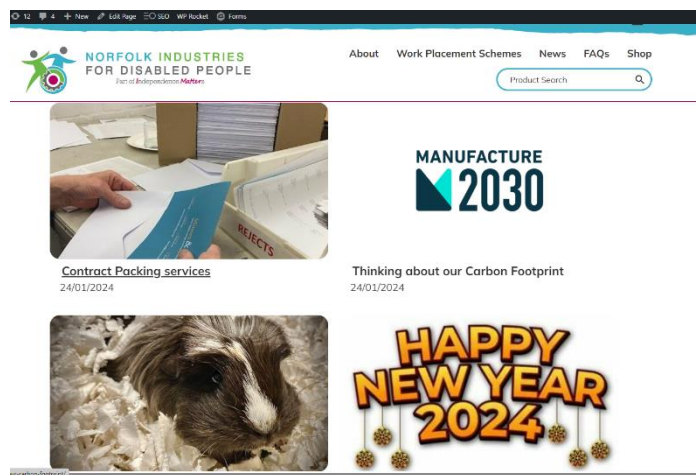 12 4 + New Edit Page SEO WP Rocket Forms
NORFOLK INDUSTRIES
FOR DISABLED PEOPLE
Part of Independence Matters
About Work Placement Schemes News FAQs Shop
Product Search
REJECTS
MANUFACTURE
2030
Contract Packing services
24/01/2024
Thinking about our Carbon Footprint
24/01/2024
HAPPY
NEW YEAR
2024